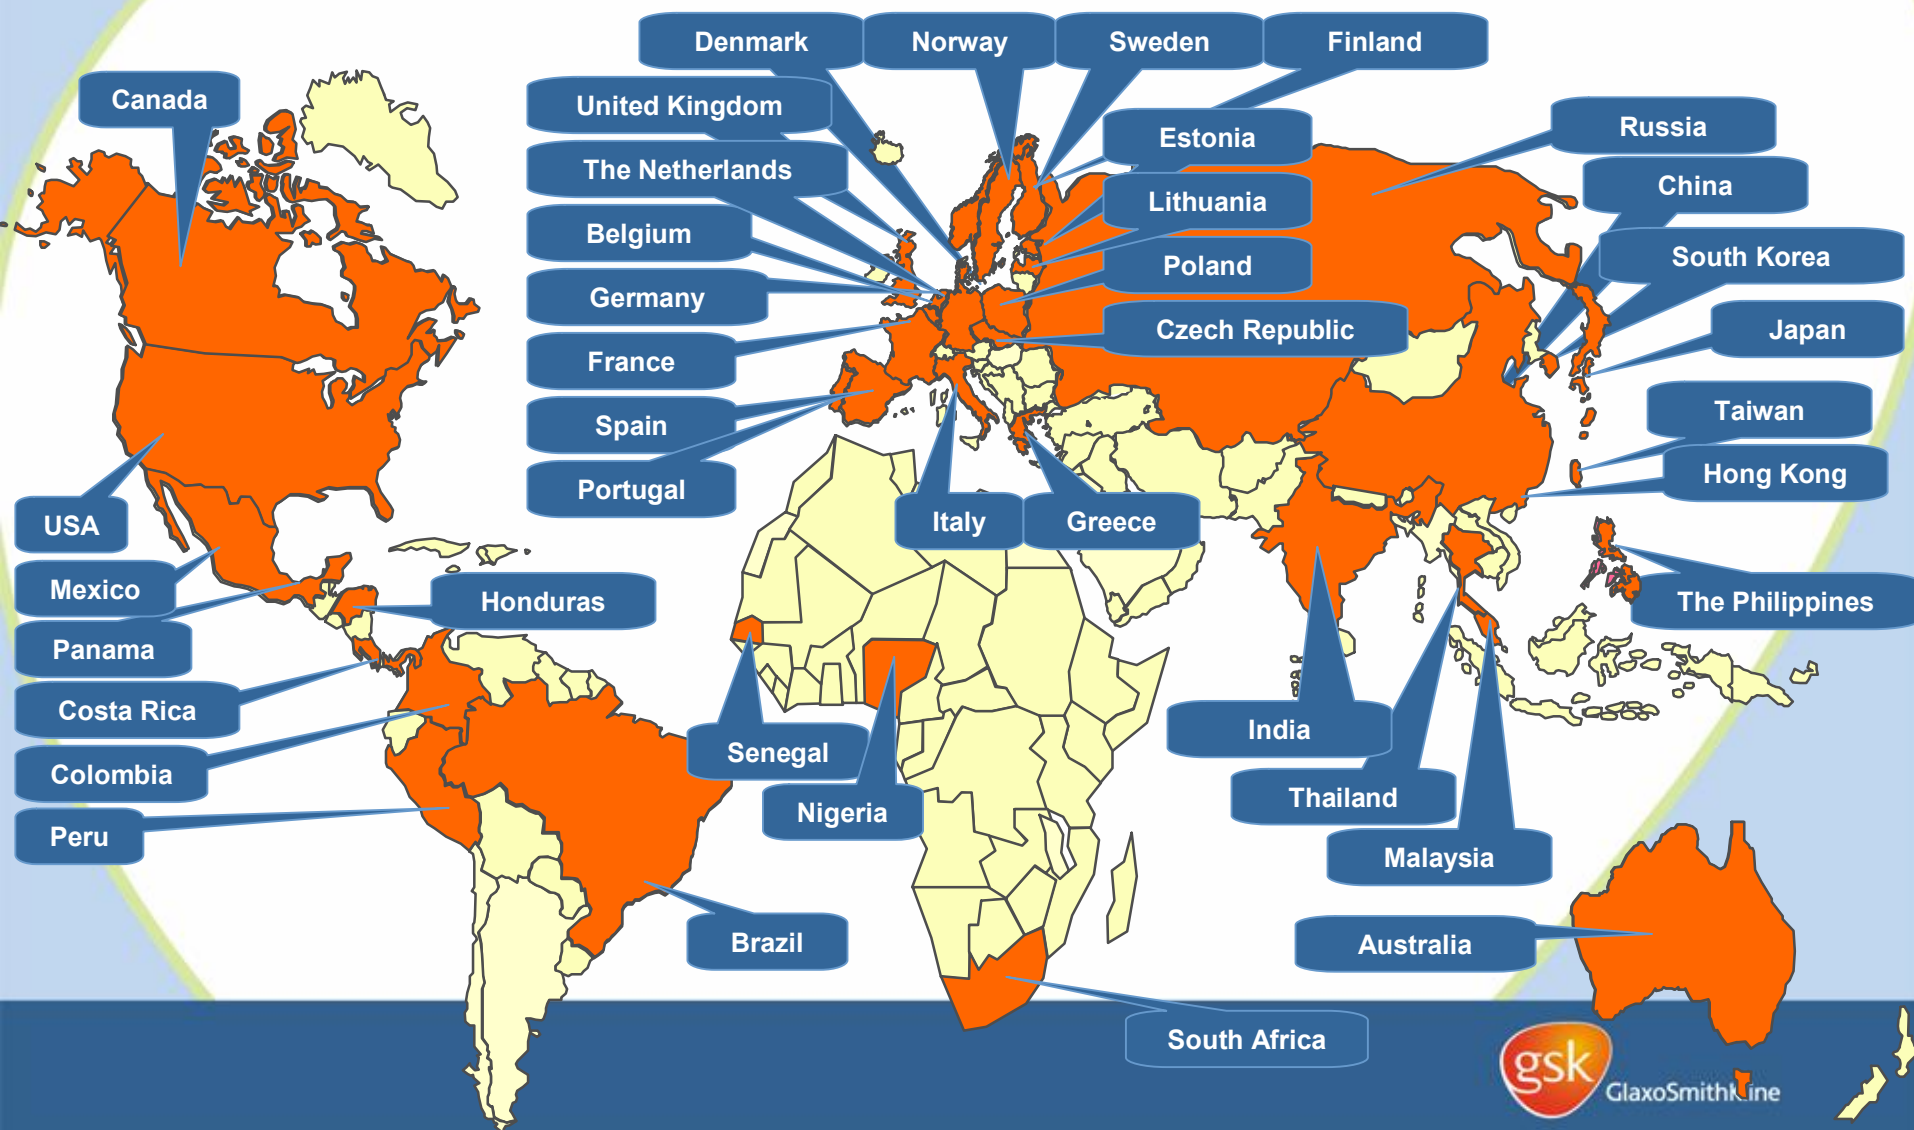 Denmark
Norway
Sweden
Finland
Canada
United Kingdom
Estonia
Russia
The Netherlands
China
Lithuania
Belgium
South Korea
Poland
Germany
Czech Republic
Japan
France
Taiwan
Spain
Hong Kong
Portugal
USA
Italy
Greece
Mexico
Honduras
The Philippines
Panama
Costa Rica
India
Senegal
Colombia
Thailand
Nigeria
Peru
Malaysia
Brazil
Australia
South Africa
gsk
GlaxoSmithKline